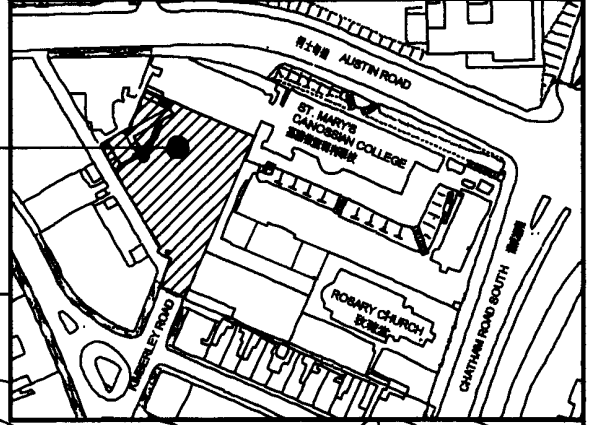 AUSTIN ROAD
ST. MARY'S
CANOSSIAN COLLEGE
ROSARY CHURCH
玫瑰堂
KIMBERLEY ROAD
CHATHAM ROAD SOUTH